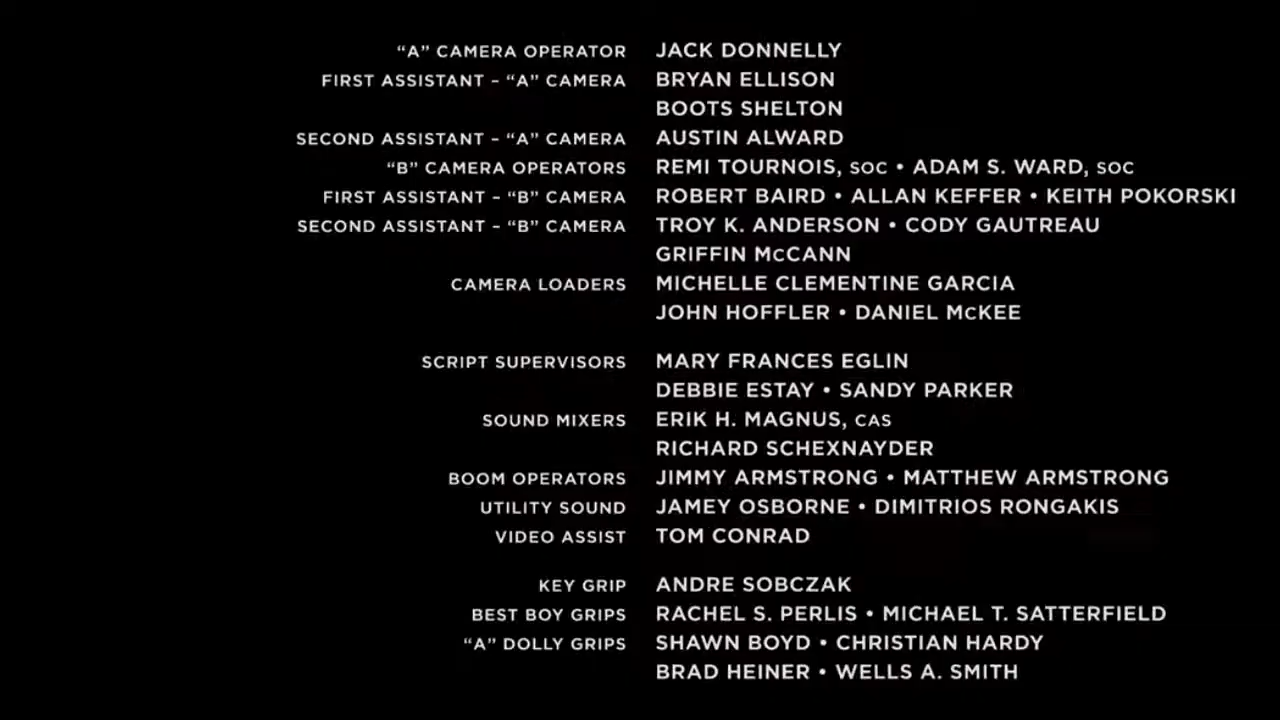 “A” CAMERA OPERATOR JACK DONNELLY
FIRST ASSISTANT – “A” CAMERA BRYAN ELLISON
BOOTS SHELTON
SECOND ASSISTANT – “A” CAMERA AUSTIN ALWARD
“B” CAMERA OPERATORS REMI TOURNOIS, SOC • ADAM S. WARD, SOC
FIRST ASSISTANT – “B” CAMERA ROBERT BAIRD • ALLAN KEFFER • KEITH POKORSKI
SECOND ASSISTANT – “B” CAMERA TROY K. ANDERSON • CODY GAUTREAU
GRIFFIN McCANN
CAMERA LOADERS MICHELLE CLEMENTINE GARCIA
JOHN HOFFLER • DANIEL McKEE
SCRIPT SUPERVISORS MARY FRANCES EGLIN
DEBBIE ESTAY • SANDY PARKER
SOUND MIXERS ERIK H. MAGNUS, CAS
RICHARD SCHEXNAYDER
BOOM OPERATORS JIMMY ARMSTRONG • MATTHEW ARMSTRONG
UTILITY SOUND JAMEY OSBORNE • DIMITRIOS RONGAKIS
VIDEO ASSIST TOM CONRAD
KEY GRIP ANDRE SOBCZAK
BEST BOY GRIPS RACHEL S. PERLIS • MICHAEL T. SATTERFIELD
“A” DOLLY GRIPS SHAWN BOYD • CHRISTIAN HARDY
BRAD HEINER • WELLS A. SMITH